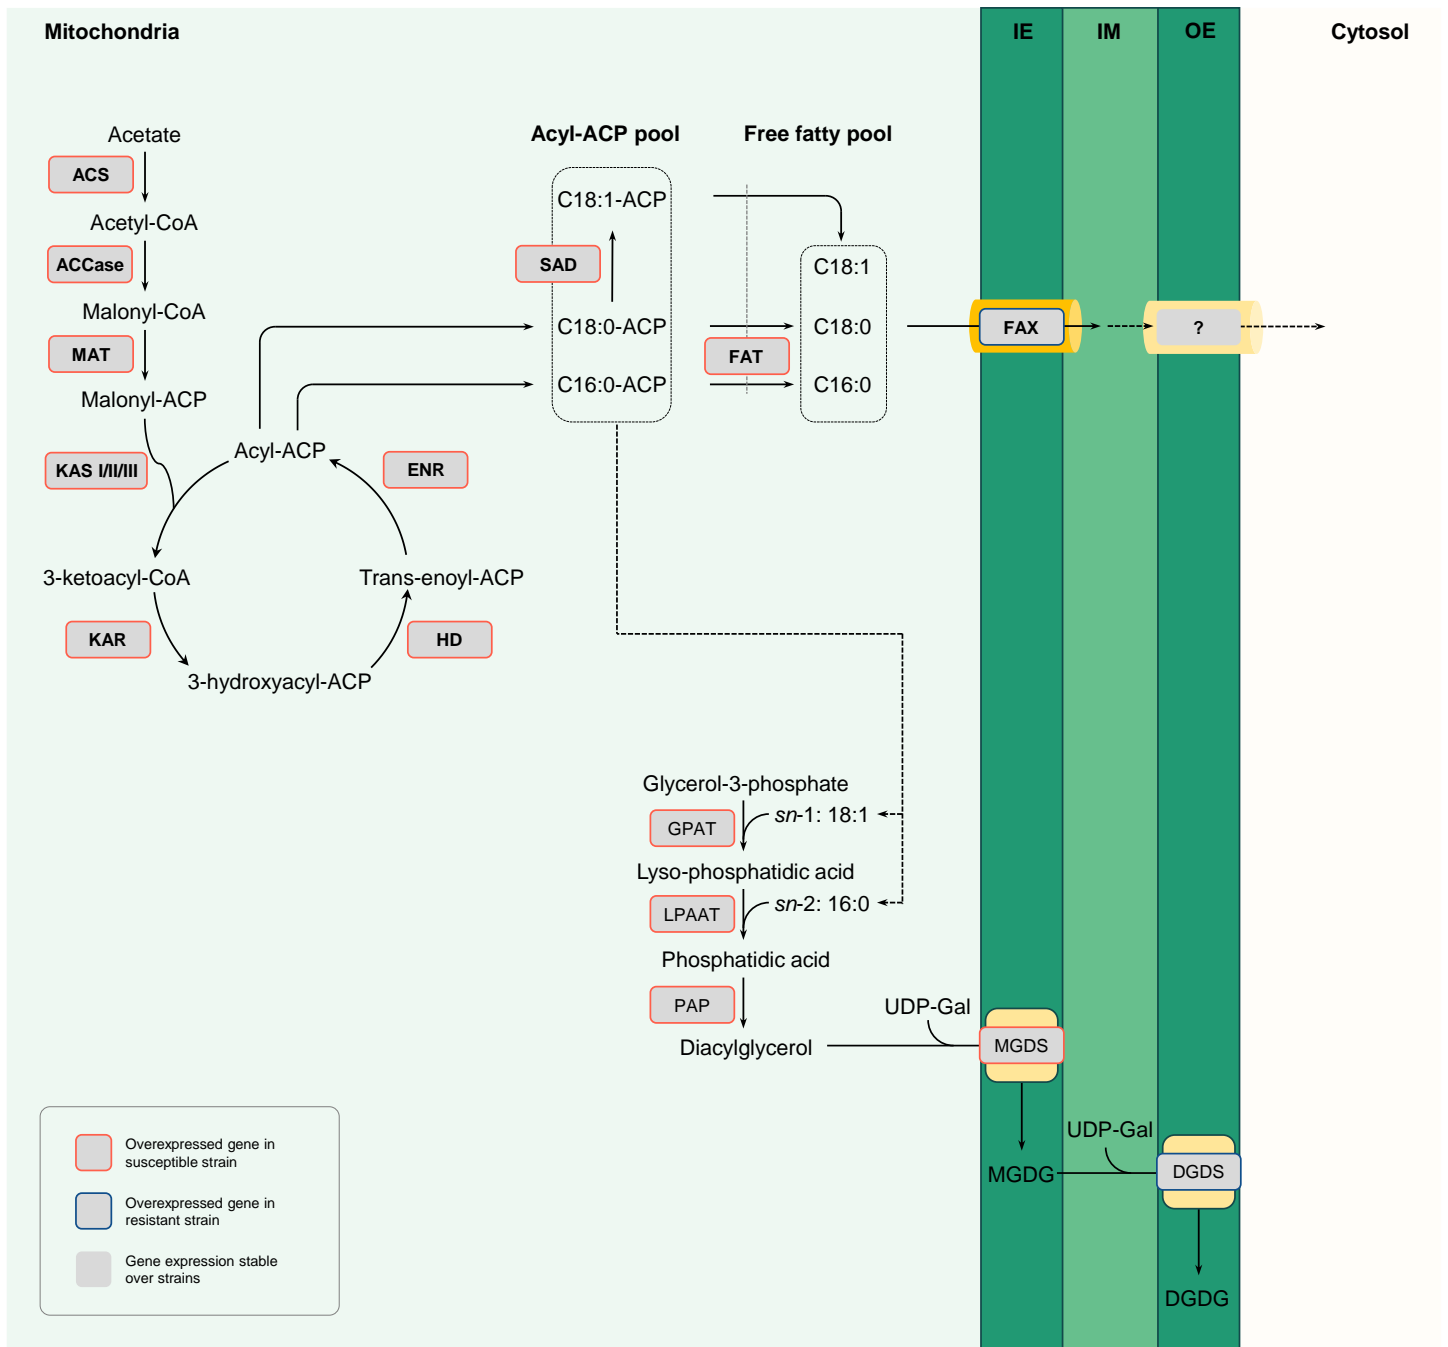 Mitochondria
IE
IM
OE
Cytosol
Acetate
Acyl-ACP pool
Free fatty pool
ACS
C18:1-ACP
Acetyl-CoA
ACCase
SAD
C18:1
Malonyl-CoA
C18:0-ACP
C18:0
FAX
?
MAT
FAT
C16:0-ACP
C16:0
Malonyl-ACP
Acyl-ACP
KAS I/II/III
ENR
3-ketoacyl-CoA
Trans-enoyl-ACP
KAR
HD
3-hydroxyacyl-ACP
Glycerol-3-phosphate
GPAT
sn-1: 18:1
Lyso-phosphatidic acid
LPAAT
sn-2: 16:0
Phosphatidic acid
PAP
UDP-Gal
Diacylglycerol
MGDS
UDP-Gal
MGDG
DGDS
DGDG
Overexpressed gene in
susceptible strain
Overexpressed gene in
resistant strain
Gene expression stable
over strains